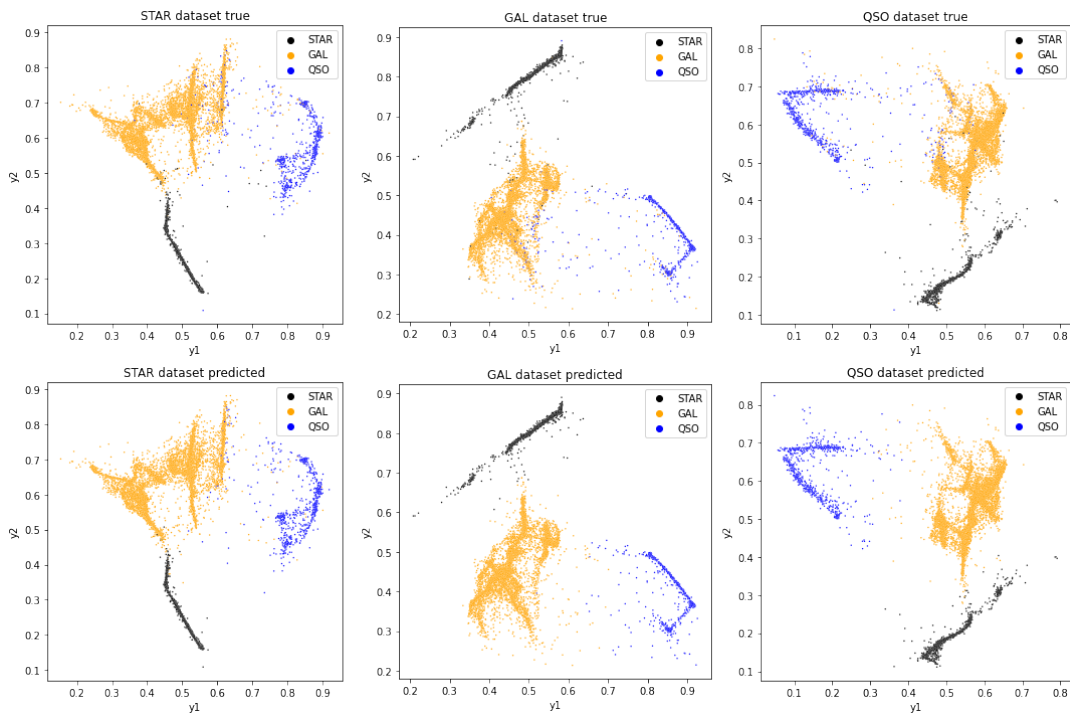 STAR dataset true
0.9
0.8
0.7
0.6
0.5
0.4
0.3
0.2
0.1
y2
0.2 0.3 0.4 0.5 0.6 0.7 0.8 0.9
y1
STAR
GAL
QSO
GAL dataset true
0.9
0.8
0.7
0.6
0.5
0.4
0.3
0.2
y2
0.2 0.3 0.4 0.5 0.6 0.7 0.8 0.9
y1
STAR
GAL
QSO
QSO dataset true
0.8
0.7
0.6
0.5
0.4
0.3
0.2
0.1
y2
0.1 0.2 0.3 0.4 0.5 0.6 0.7 0.8
y1
STAR
GAL
QSO
STAR dataset predicted
0.9
0.8
0.7
0.6
0.5
0.4
0.3
0.2
0.1
y2
0.2 0.3 0.4 0.5 0.6 0.7 0.8 0.9
y1
STAR
GAL
QSO
GAL dataset predicted
0.9
0.8
0.7
0.6
0.5
0.4
0.3
0.2
y2
0.2 0.3 0.4 0.5 0.6 0.7 0.8 0.9
y1
STAR
GAL
QSO
QSO dataset predicted
0.8
0.7
0.6
0.5
0.4
0.3
0.2
0.1
y2
0.1 0.2 0.3 0.4 0.5 0.6 0.7 0.8
y1
STAR
GAL
QSO